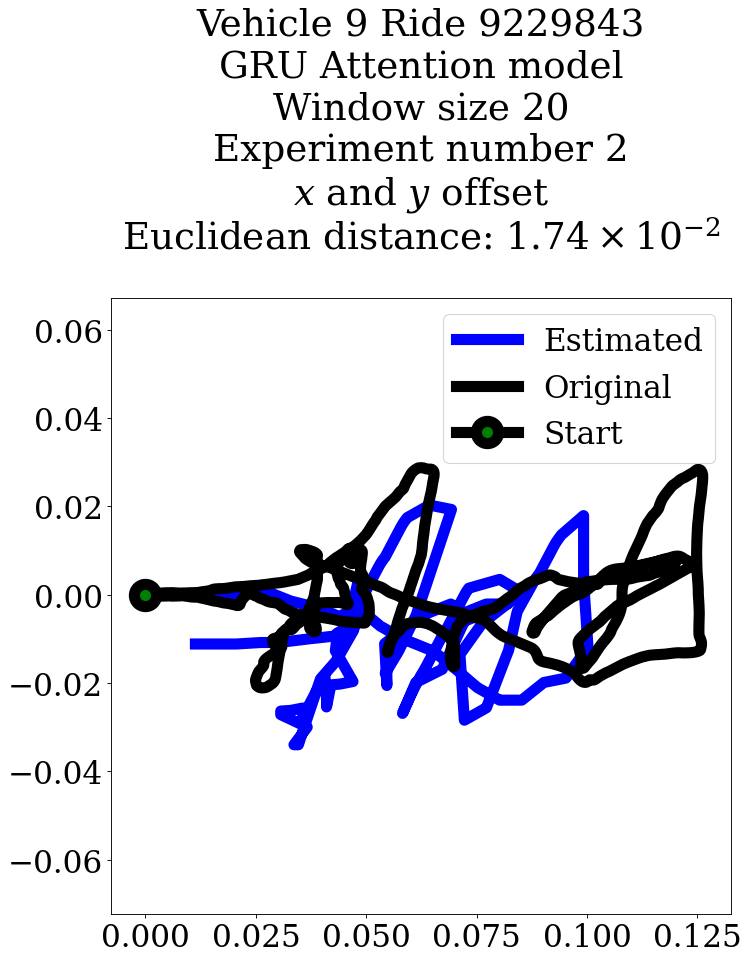 Vehicle 9 Ride 9229843
GRU Attention model
Window size 20
Experiment number 2
x and y offset
Euclidean distance: 1.74 × 10⁻²
Estimated
Original
Start
0.06
0.04
0.02
0.00
−0.02
−0.04
−0.06
0.000 0.025 0.050 0.075 0.100 0.125